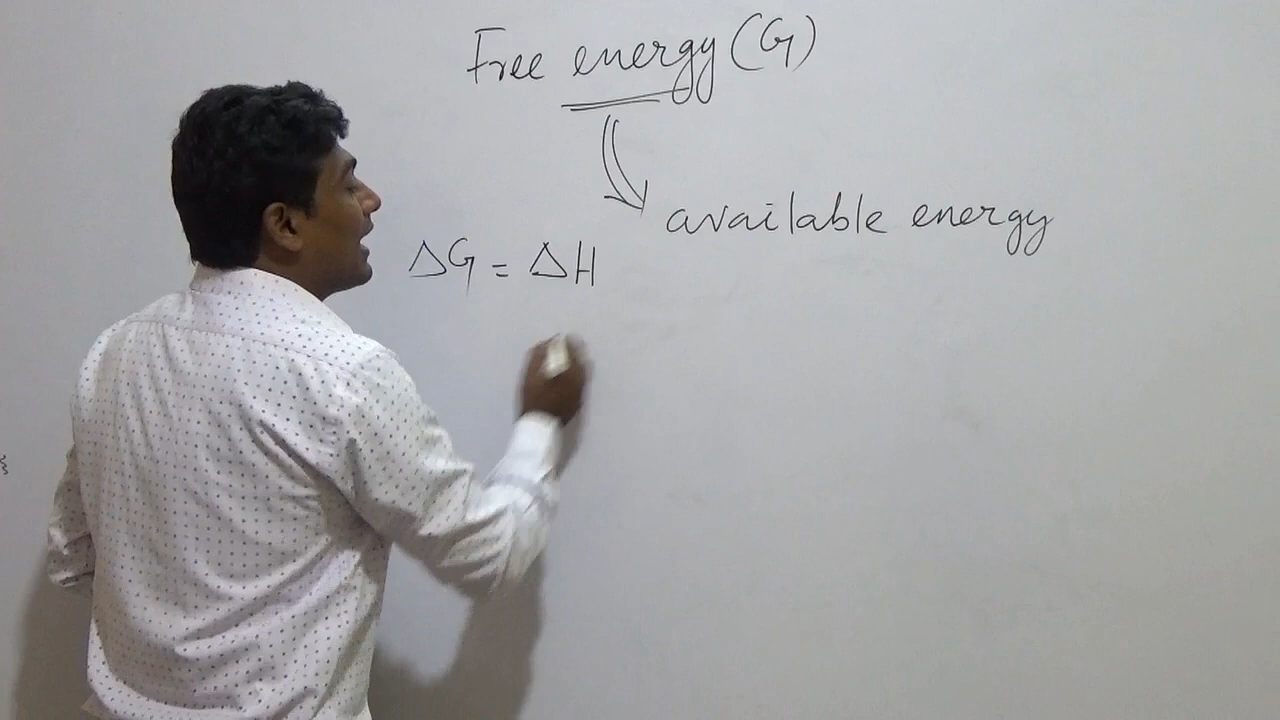 Free energy (G)
available energy
ΔG = ΔH